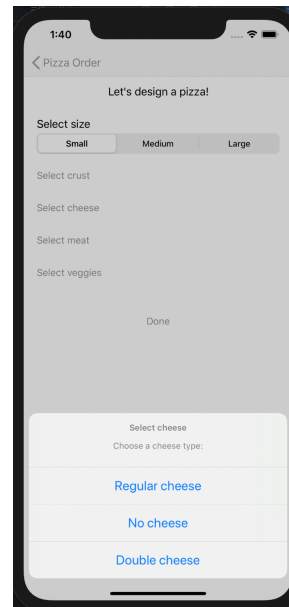 1:40
Pizza Order
Let's design a pizza!
Select size
Small Medium Large
Select crust
Select cheese
Select meat
Select veggies
Done
Select cheese
Choose a cheese type:
Regular cheese
No cheese
Double cheese